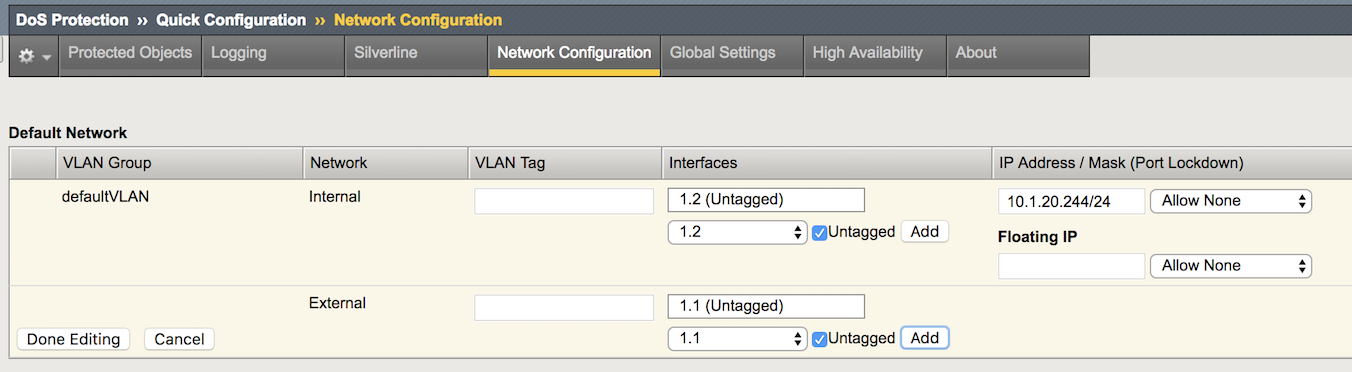 DoS Protection ›› Quick Configuration ›› Network Configuration
Protected Objects Logging Silverline Network Configuration Global Settings High Availability About
Default Network
VLAN Group Network VLAN Tag Interfaces IP Address / Mask (Port Lockdown)
defaultVLAN Internal 1.2 (Untagged) 10.1.20.244/24 Allow None
1.2 Untagged Add
Floating IP
Allow None
External 1.1 (Untagged)
Done Editing Cancel 1.1 Untagged Add